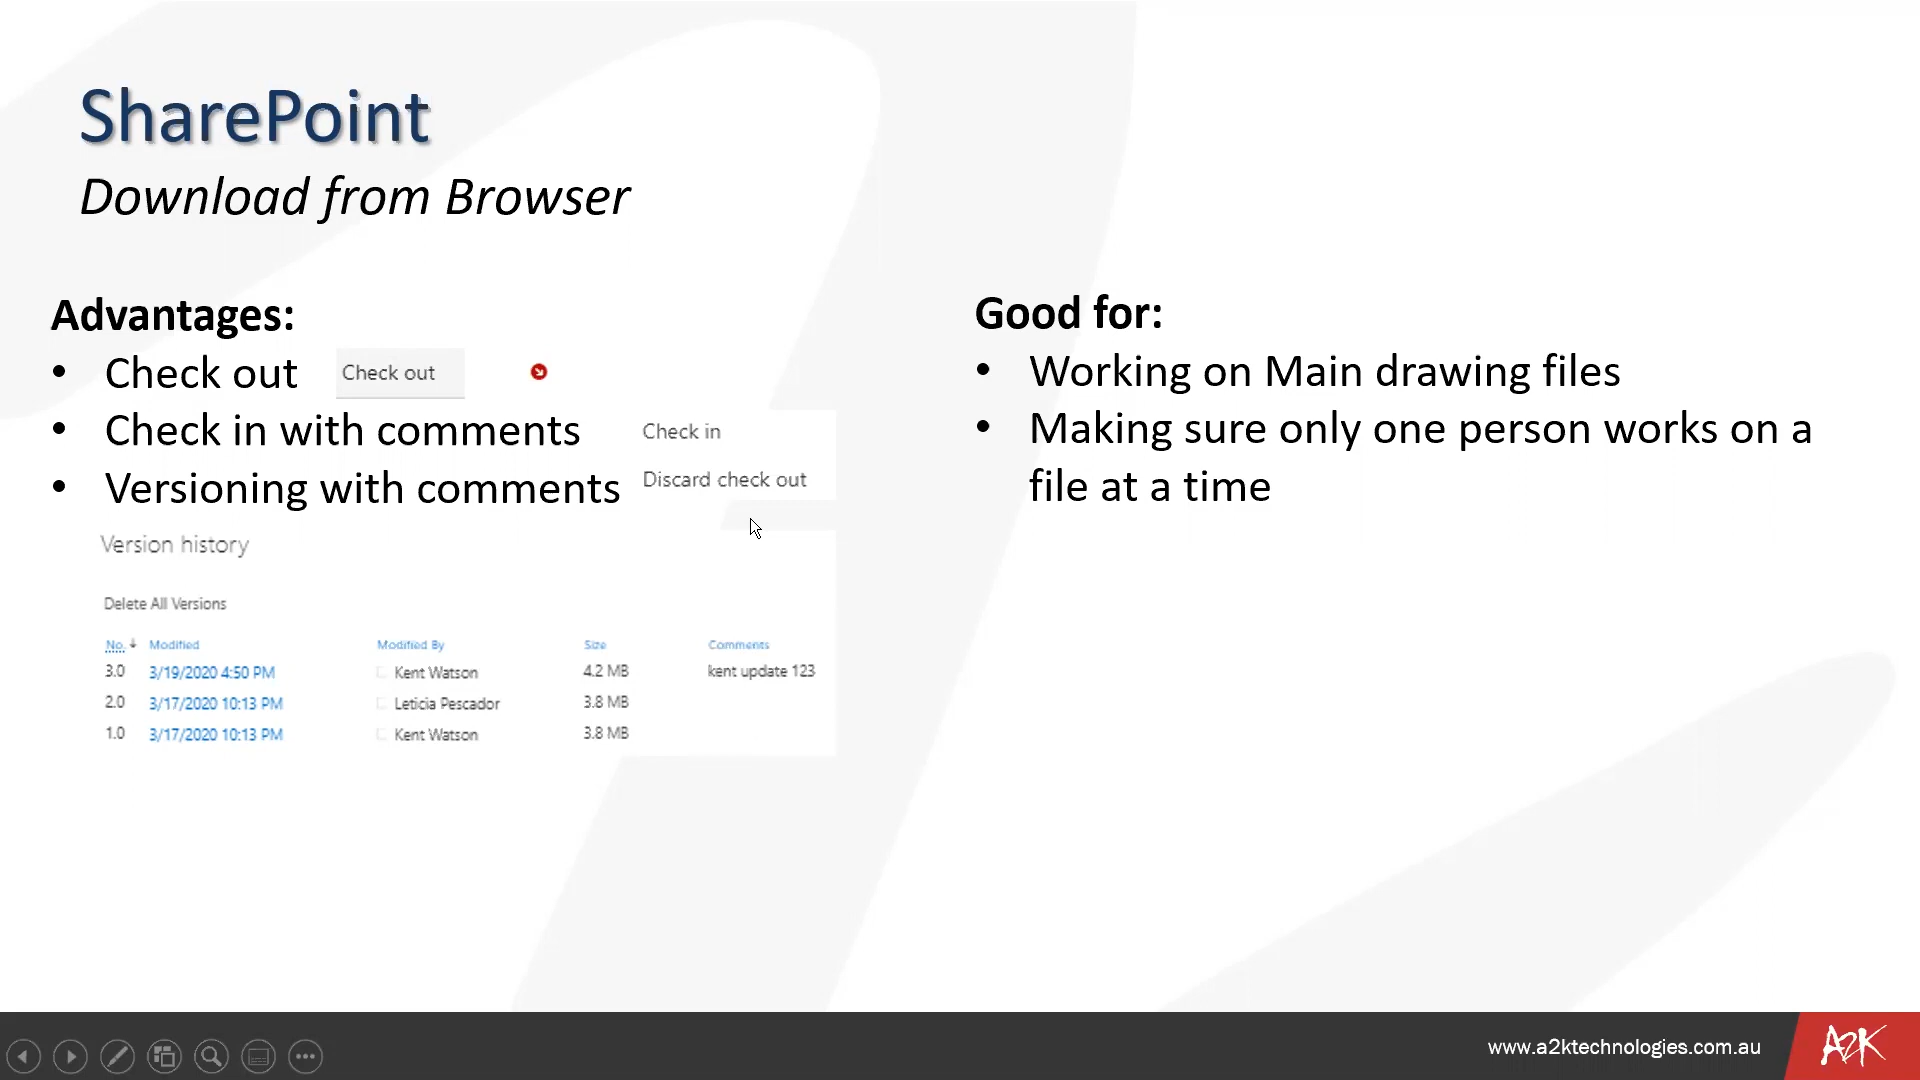 SharePoint
Download from Browser
Advantages:
• Check out
Check out
• Check in with comments
Check in
• Versioning with comments
Discard check out
Version history
Delete All Versions
No. ↓ Modified Modified By Size Comments
3.0 3/19/2020 4:50 PM Kent Watson 4.2 MB kent update 123
2.0 3/17/2020 10:13 PM Leticia Pescador 3.8 MB
1.0 3/17/2020 10:13 PM Kent Watson 3.8 MB
Good for:
• Working on Main drawing files
• Making sure only one person works on a
file at a time
www.a2ktechnologies.com.au
A2K